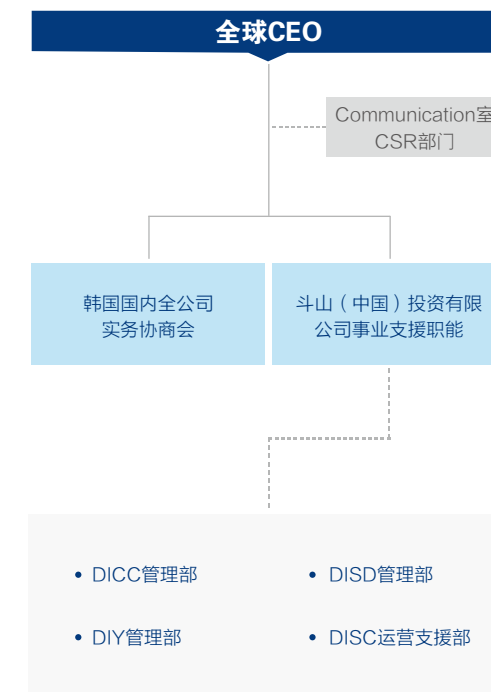 全球CEO
Communication室
CSR部门
韩国国内全公司
实务协商会
斗山（中国）投资有限
公司事业支援职能
• DICC管理部
• DISD管理部
• DIY管理部
• DISC运营支援部